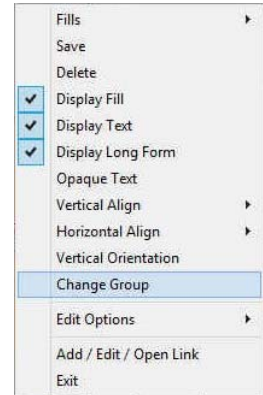 Fills
Save
Delete
Display Fill
Display Text
Display Long Form
Opaque Text
Vertical Align
Horizontal Align
Vertical Orientation
Change Group
Edit Options
Add / Edit / Open Link
Exit